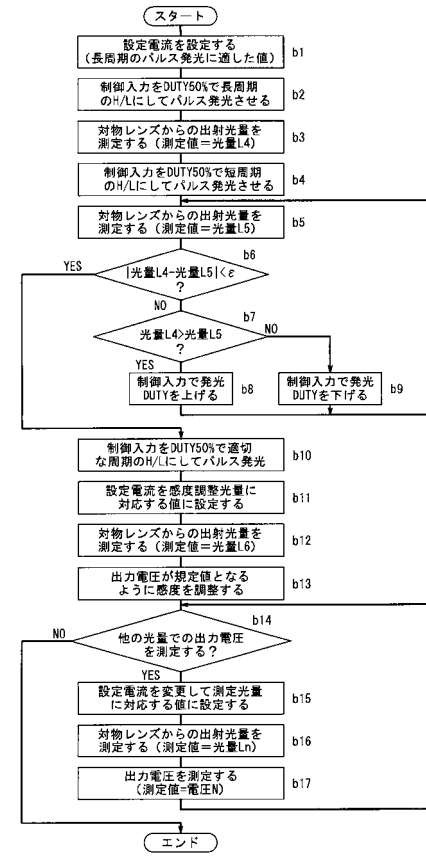 スタート
設定電流を設定する
(長周期のパルス発光に適した値)
b1
制御入力をDUTY50%で長周期
のH/Lにしてパルス発光させる
b2
対物レンズからの出射光量を
測定する(測定値=光量L4)
b3
制御入力をDUTY50%で短周期
のH/Lにしてパルス発光させる
b4
対物レンズからの出射光量を
測定する(測定値=光量L5)
b5
b6
YES
|光量L4-光量L5|<ε
?
NO
b7
光量L4>光量L5
?
NO
YES
制御入力で発光
DUTYを上げる
b8
制御入力で発光
DUTYを下げる
b9
制御入力をDUTY50%で適切
な周期のH/Lにしてパルス発光
b10
設定電流を感度調整光量に
対応する値に設定する
b11
対物レンズからの出射光量を
測定する(測定値=光量L6)
b12
出力電圧が規定値となる
ように感度を調整する
b13
b14
NO
他の光量での出力電圧
を測定する?
YES
設定電流を変更して測定光量
に対応する値に設定する
b15
対物レンズからの出射光量を
測定する(測定値=光量Ln)
b16
出力電圧を測定する
(測定値=電圧N)
b17
エンド